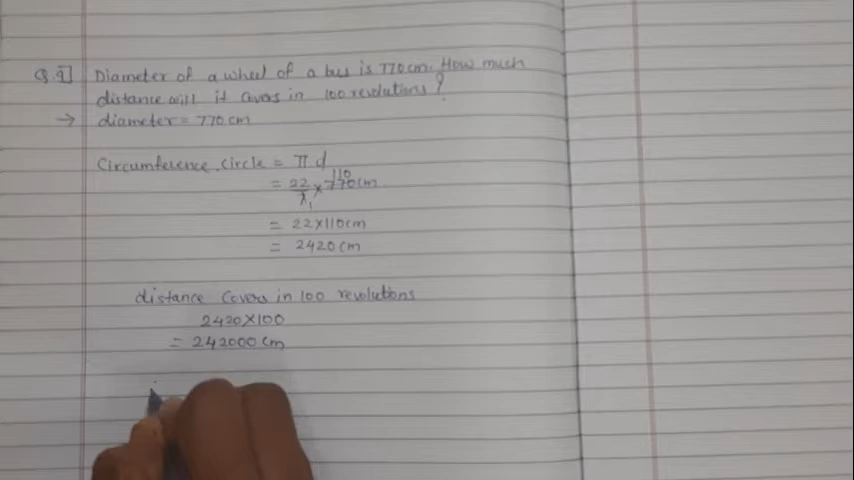 Q.9] Diameter of a wheel of a bus is 770cm. How much
distance will it covers in 100 revolutions?
→ diameter = 770 cm
Circumference circle = π d
= 22/7 1 × 770 110 cm
= 22×110 cm
= 2420 cm
distance covers in 100 revolutions
2420×100
= 242000 cm